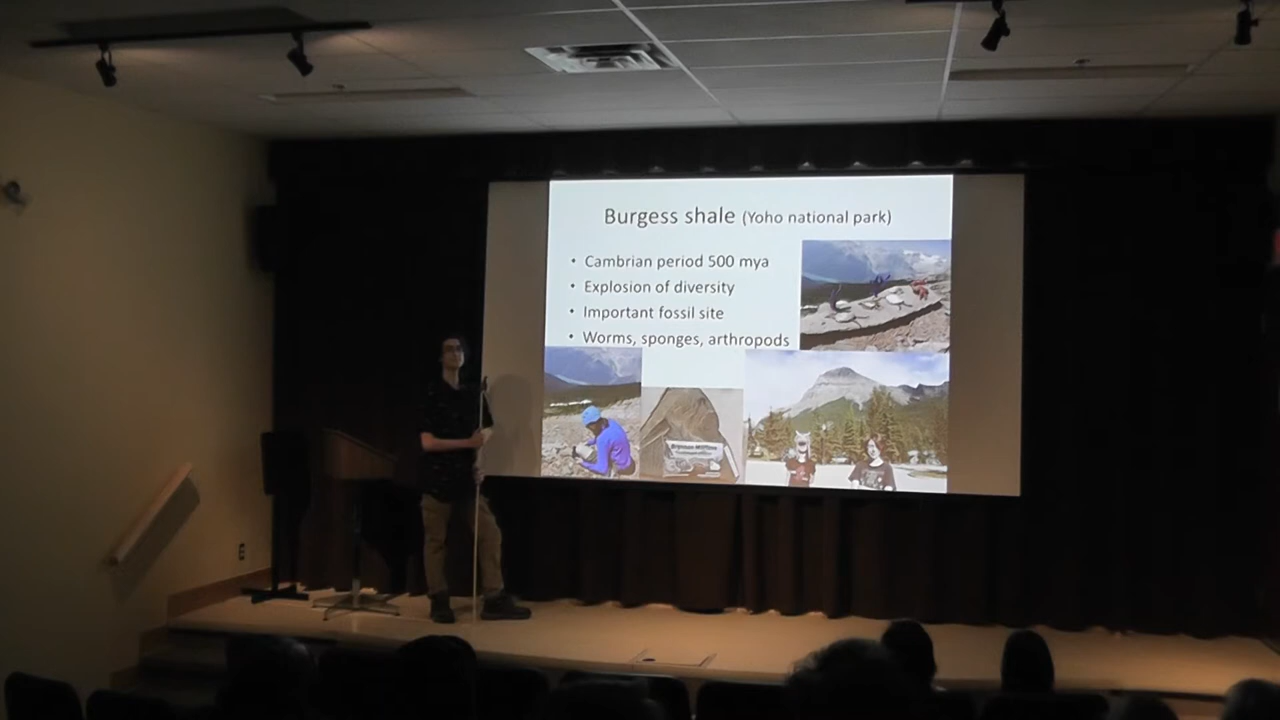 Burgess shale (Yoho national park)
• Cambrian period 500 mya
• Explosion of diversity
• Important fossil site
• Worms, sponges, arthropods